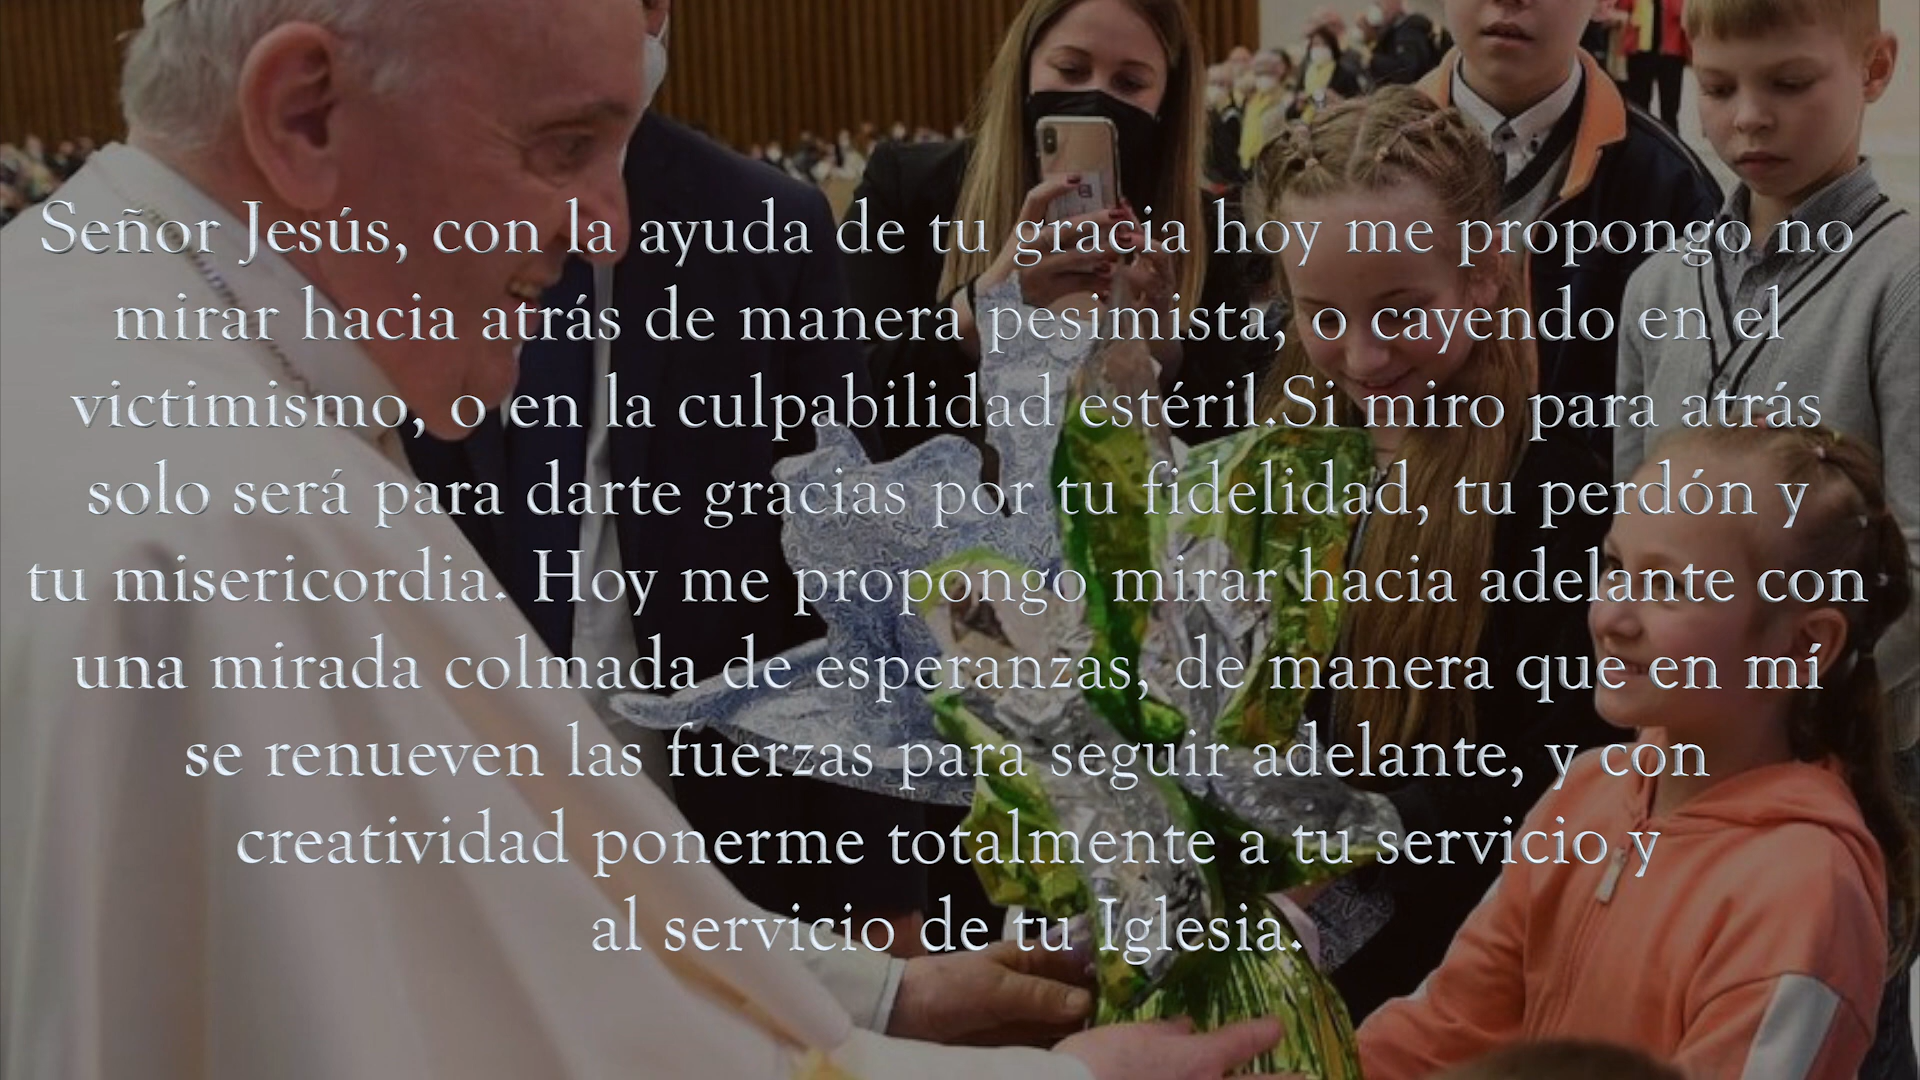 Señor Jesús, con la ayuda de tu gracia hoy me propongo no
mirar hacia atrás de manera pesimista, o cayendo en el
victimismo, o en la culpabilidad estéril.Si miro para atrás
solo será para darte gracias por tu fidelidad, tu perdón y
tu misericordia. Hoy me propongo mirar hacia adelante con
una mirada colmada de esperanzas, de manera que en mí
se renueven las fuerzas para seguir adelante, y con
creatividad ponerme totalmente a tu servicio y
al servicio de tu Iglesia.